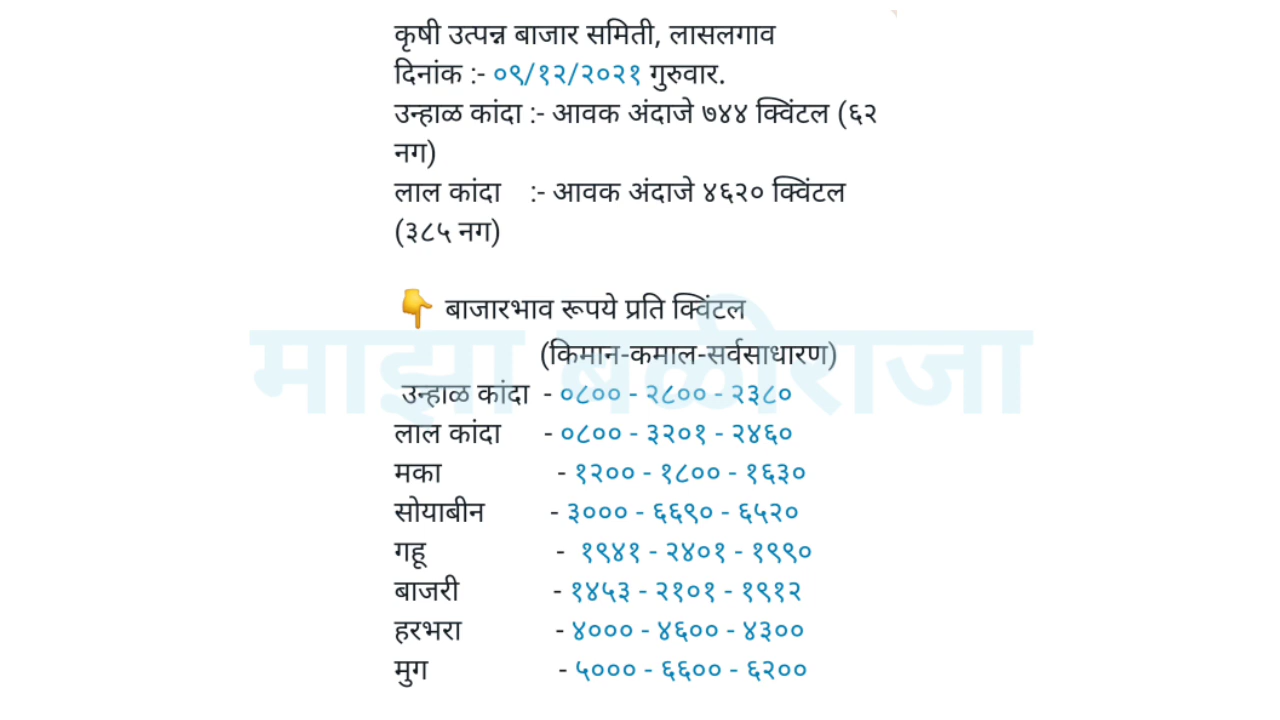 कृषी उत्पन्न बाजार समिती, लासलगाव
दिनांक :- ०९/१२/२०२१ गुरुवार.
उन्हाळ कांदा :- आवक अंदाजे ७४४ क्विंटल (६२
नग)
लाल कांदा :- आवक अंदाजे ४६२० क्विंटल
(३८५ नग)
👇 बाजारभाव रूपये प्रति क्विंटल
(किमान-कमाल-सर्वसाधारण)
माझा बळीराजा
उन्हाळ कांदा - ०८०० - २८०० - २३८०
लाल कांदा - ०८०० - ३२०१ - २४६०
मका - १२०० - १८०० - १६३०
सोयाबीन - ३००० - ६६९० - ६५२०
गहू - १९४१ - २४०१ - १९९०
बाजरी - १४५३ - २१०१ - १९१२
हरभरा - ४००० - ४६०० - ४३००
मुग - ५००० - ६६०० - ६२००